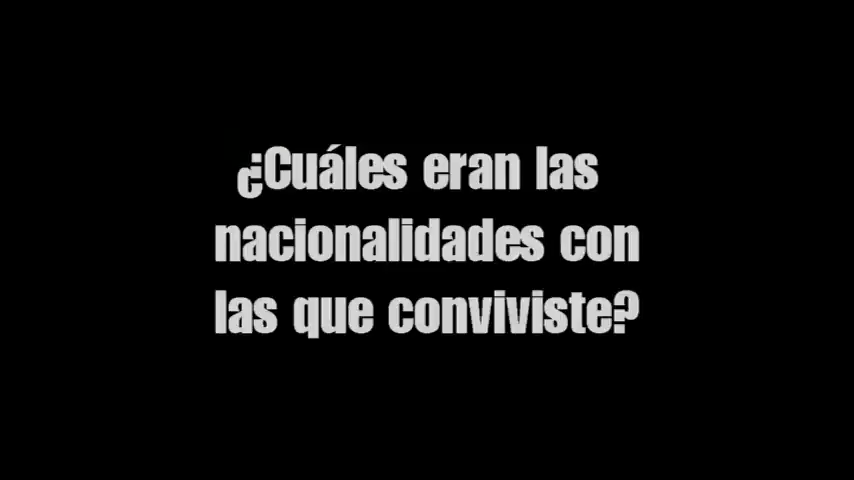 ¿Cuáles eran las
nacionalidades con
las que conviviste?